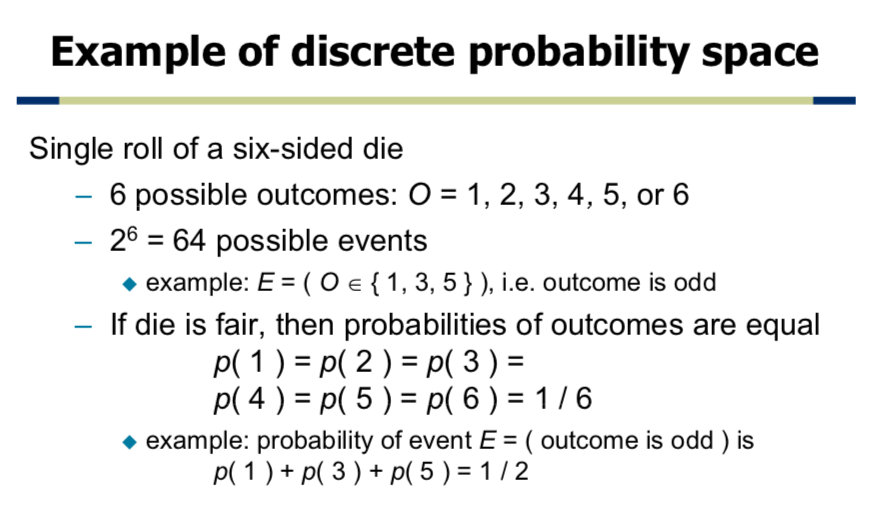 Example of discrete probability space
Single roll of a six-sided die
– 6 possible outcomes: O = 1, 2, 3, 4, 5, or 6
– 2⁶ = 64 possible events
◆ example: E = ( O ∈ { 1, 3, 5 } ), i.e. outcome is odd
– If die is fair, then probabilities of outcomes are equal
p( 1 ) = p( 2 ) = p( 3 ) =
p( 4 ) = p( 5 ) = p( 6 ) = 1 / 6
◆ example: probability of event E = ( outcome is odd ) is
p( 1 ) + p( 3 ) + p( 5 ) = 1 / 2